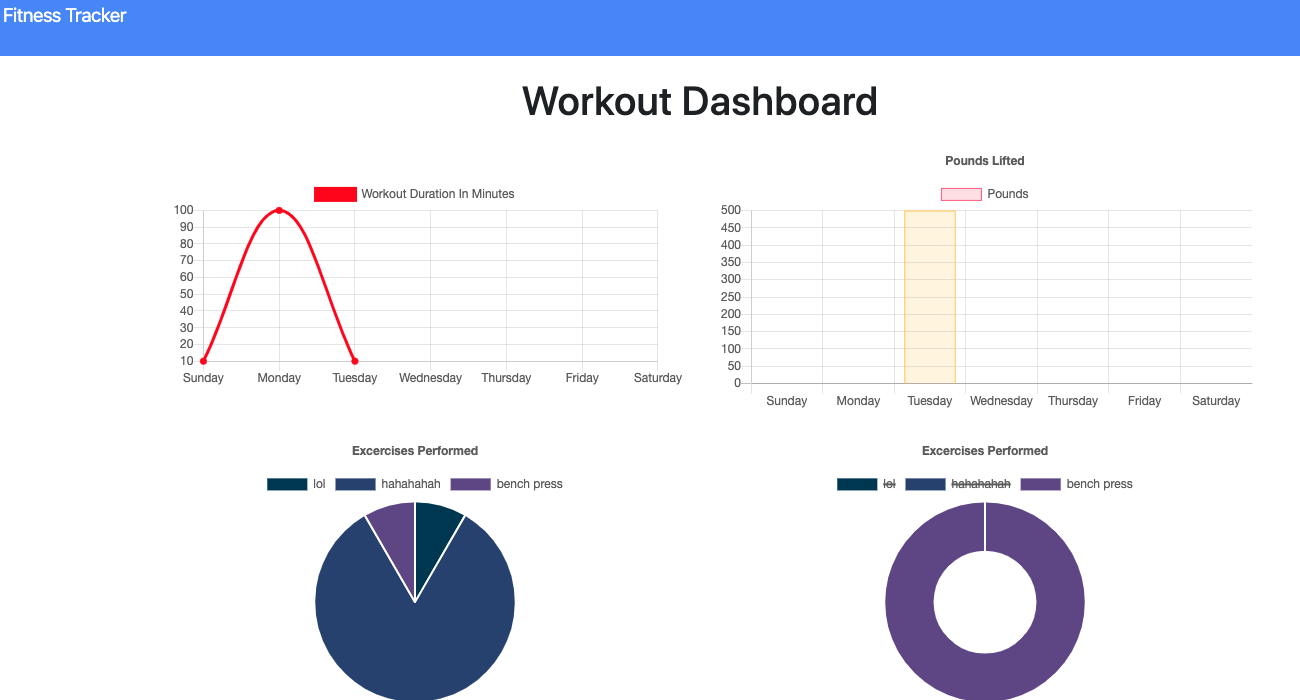 Fitness Tracker
Workout Dashboard
Workout Duration In Minutes
100
90
80
70
60
50
40
30
20
10
Sunday Monday Tuesday Wednesday Thursday Friday Saturday
Pounds Lifted
Pounds
500
450
400
350
300
250
200
150
100
50
0
Sunday Monday Tuesday Wednesday Thursday Friday Saturday
Excercises Performed
lol hahahahah bench press
Excercises Performed
lol hahahahah bench press